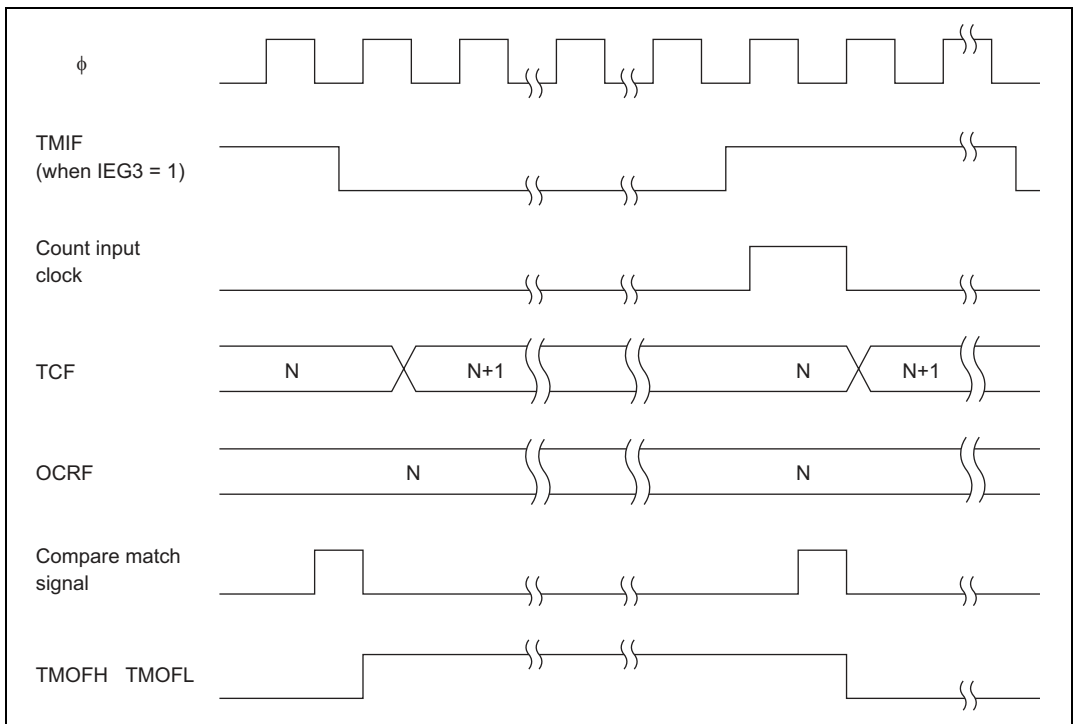 ϕ
TMIF
(when IEG3 = 1)
Count input
clock
TCF N N+1 N N+1
OCRF N N
Compare match
signal
TMOFH TMOFL